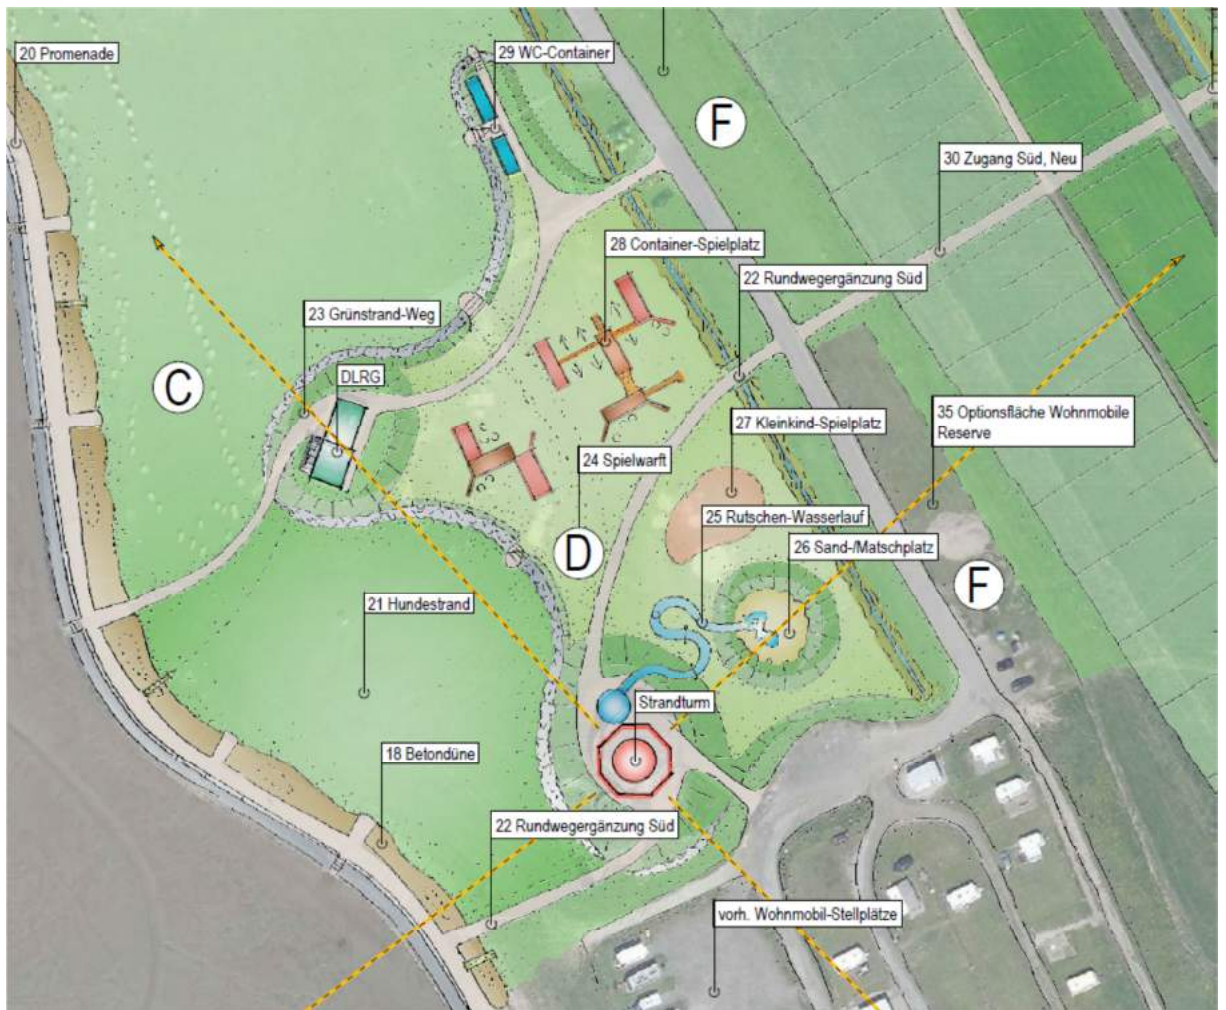 20 Promenade
29 WC-Container
F
30 Zugang Süd, Neu
28 Container-Spielplatz
22 Rundwegergänzung Süd
23 Grünstrand-Weg
C
DLRG
27 Kleinkind-Spielplatz
35 Optionsfläche Wohnmobile
Reserve
24 Spielwarft
25 Rutschen-Wasserlauf
D
26 Sand-/Matschplatz
F
21 Hundestrand
Strandturm
18 Betondüne
22 Rundwegergänzung Süd
vorh. Wohnmobil-Stellplätze